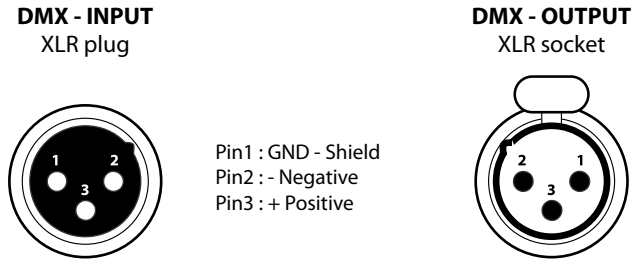 DMX - INPUT
XLR plug
DMX - OUTPUT
XLR socket
1 2
3
Pin1 : GND - Shield
Pin2 : - Negative
Pin3 : + Positive
2 1
3